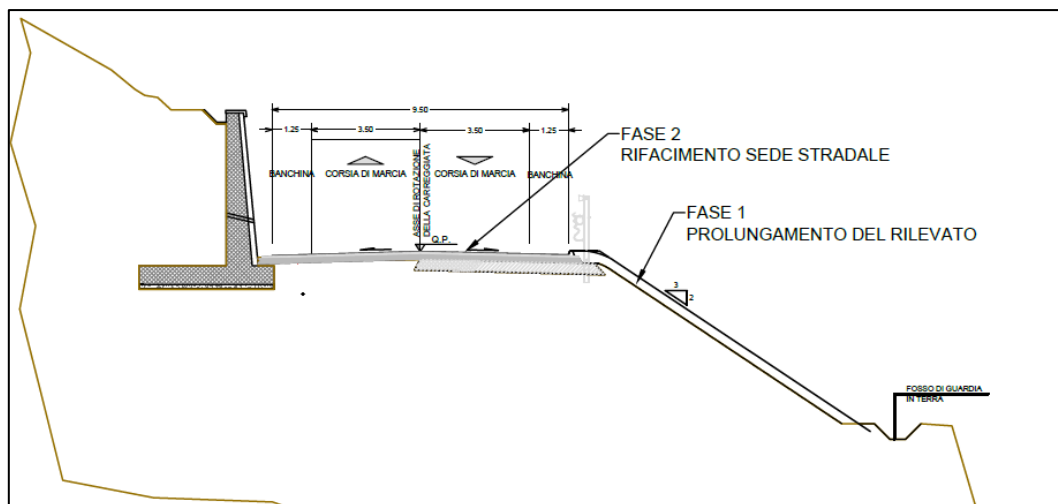 9.50
1.25 3.50 3.50 1.25
BANCHINA CORSIA DI MARCIA CORSIA DI MARCIA BANCHINA
ASSE DI ROTAZIONE
DELLA CARREGGIATA
Q.P.
FASE 2
RIFACIMENTO SEDE STRADALE
FASE 1
PROLUNGAMENTO DEL RILEVATO
3
2
FOSSO DI GUARDIA
IN TERRA